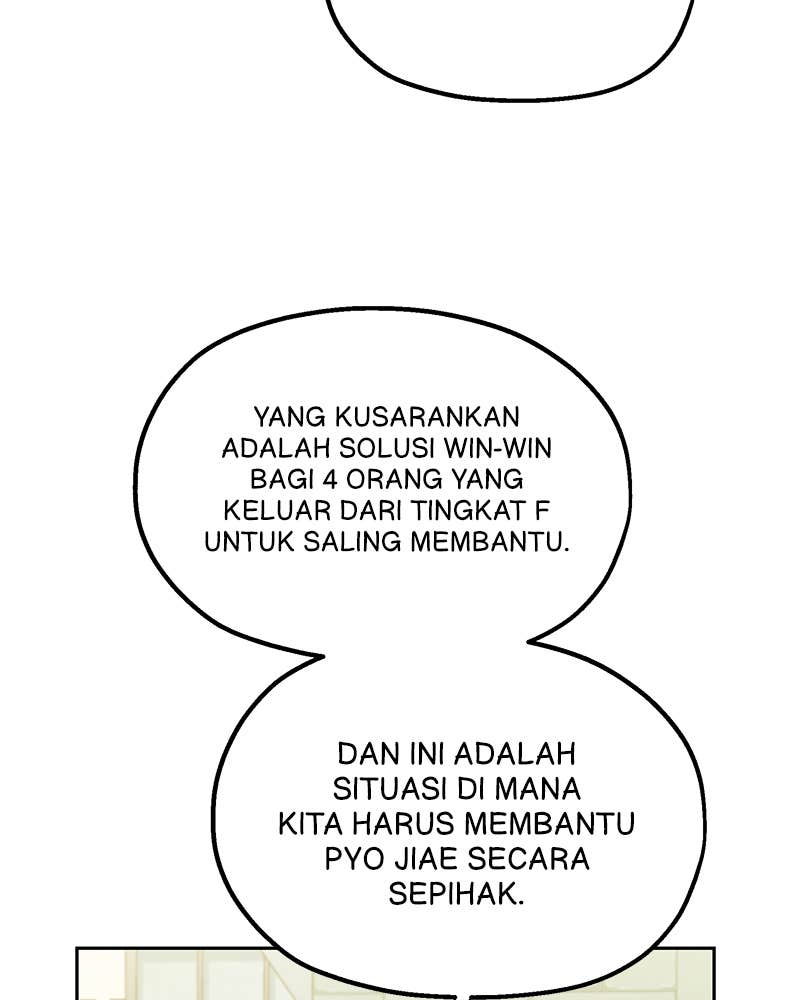 YANG KUSARANKAN
ADALAH SOLUSI WIN-WIN
BAGI 4 ORANG YANG
KELUAR DARI TINGKAT F
UNTUK SALING MEMBANTU.
DAN INI ADALAH
SITUASI DI MANA
KITA HARUS MEMBANTU
PYO JIAE SECARA
SEPIHAK.